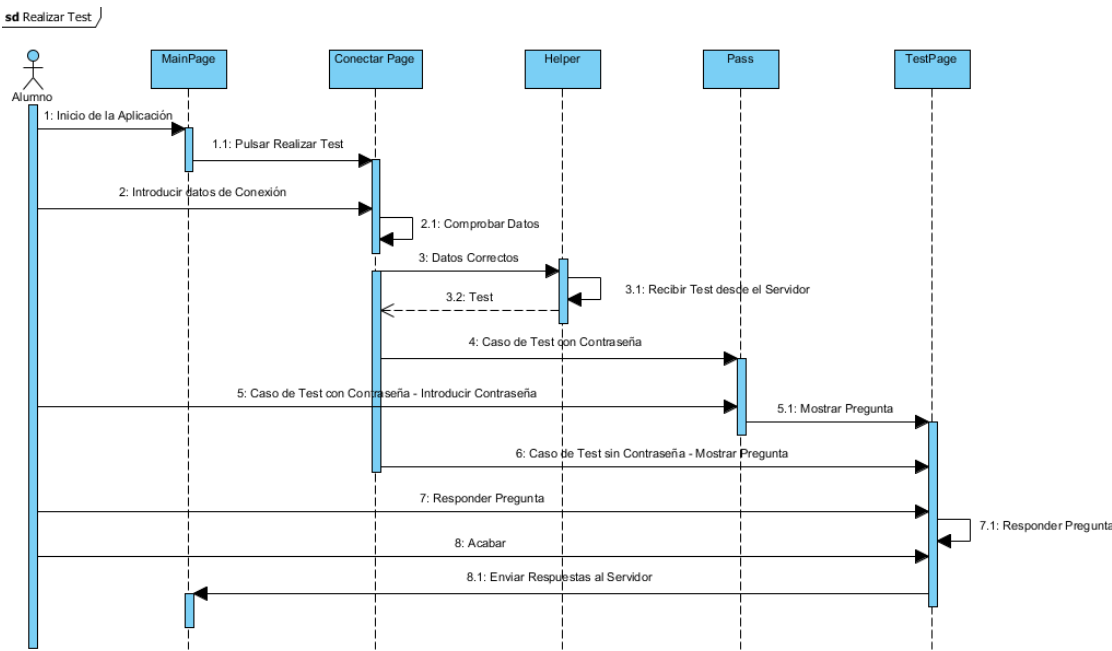 sd Realizar Test
MainPage
Conectar Page
Helper
Pass
TestPage
Alumno
1: Inicio de la Aplicación
1.1: Pulsar Realizar Test
2: Introducir datos de Conexión
2.1: Comprobar Datos
3: Datos Correctos
3.1: Recibir Test desde el Servidor
3.2: Test
4: Caso de Test con Contraseña
5: Caso de Test con Contraseña - Introducir Contraseña
5.1: Mostrar Pregunta
6: Caso de Test sin Contraseña - Mostrar Pregunta
7: Responder Pregunta
7.1: Responder Pregunta
8: Acabar
8.1: Enviar Respuestas al Servidor